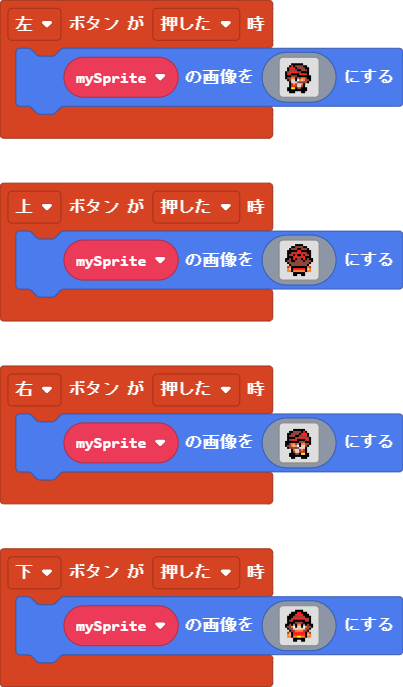 左 ボタン が 押した 時
mySprite の画像を にする
上 ボタン が 押した 時
mySprite の画像を にする
右 ボタン が 押した 時
mySprite の画像を にする
下 ボタン が 押した 時
mySprite の画像を にする